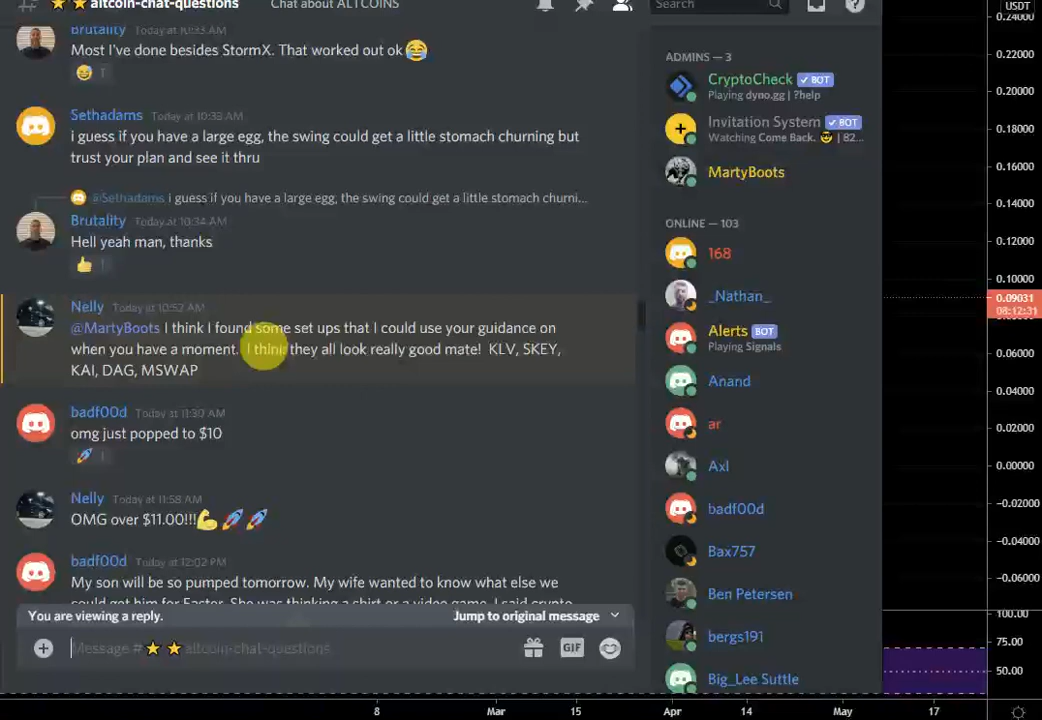 altcoin-chat-questions Chat about ALTCOINS Search
USDT
Brutality Today at 10:33 AM
Most I've done besides StormX. That worked out ok😂
😅 1
Sethadams Today at 10:33 AM
i guess if you have a large egg, the swing could get a little stomach churning but
trust your plan and see it thru
@Sethadams i guess if you have a large egg, the swing could get a little stomach churni...
Brutality Today at 10:34 AM
Hell yeah man, thanks
👍 1
Nelly Today at 10:52 AM
@MartyBoots I think I found some set ups that I could use your guidance on
when you have a moment. I think they all look really good mate! KLV, SKEY,
KAI, DAG, MSWAP
badf00d Today at 11:30 AM
omg just popped to $10
🚀 1
Nelly Today at 11:58 AM
OMG over $11.00!!!💪🚀🚀
badf00d Today at 12:02 PM
My son will be so pumped tomorrow. My wife wanted to know what else we
could get him for Easter. She was thinking a shirt or a video game. I said crypto
You are viewing a reply. Jump to original message
Message #⭐⭐altcoin-chat-questions
GIF
ADMINS — 3
CryptoCheck ✓ BOT
Playing dyno.gg | ?help
Invitation System ✓ BOT
Watching Come Back. 😎 | 82...
MartyBoots
ONLINE — 103
168
_Nathan_
Alerts BOT
Playing Signals
Anand
ar
Axl
badf00d
Bax757
Ben Petersen
bergs191
Big_Lee Suttle
0.24000
0.22000
0.20000
0.18000
0.16000
0.14000
0.12000
0.10000
0.09031
08:12:31
0.06000
0.04000
0.02000
0.00000
-0.02000
-0.04000
-0.06000
100.00
75.00
50.00
8 Mar 15 Apr 14 May 17